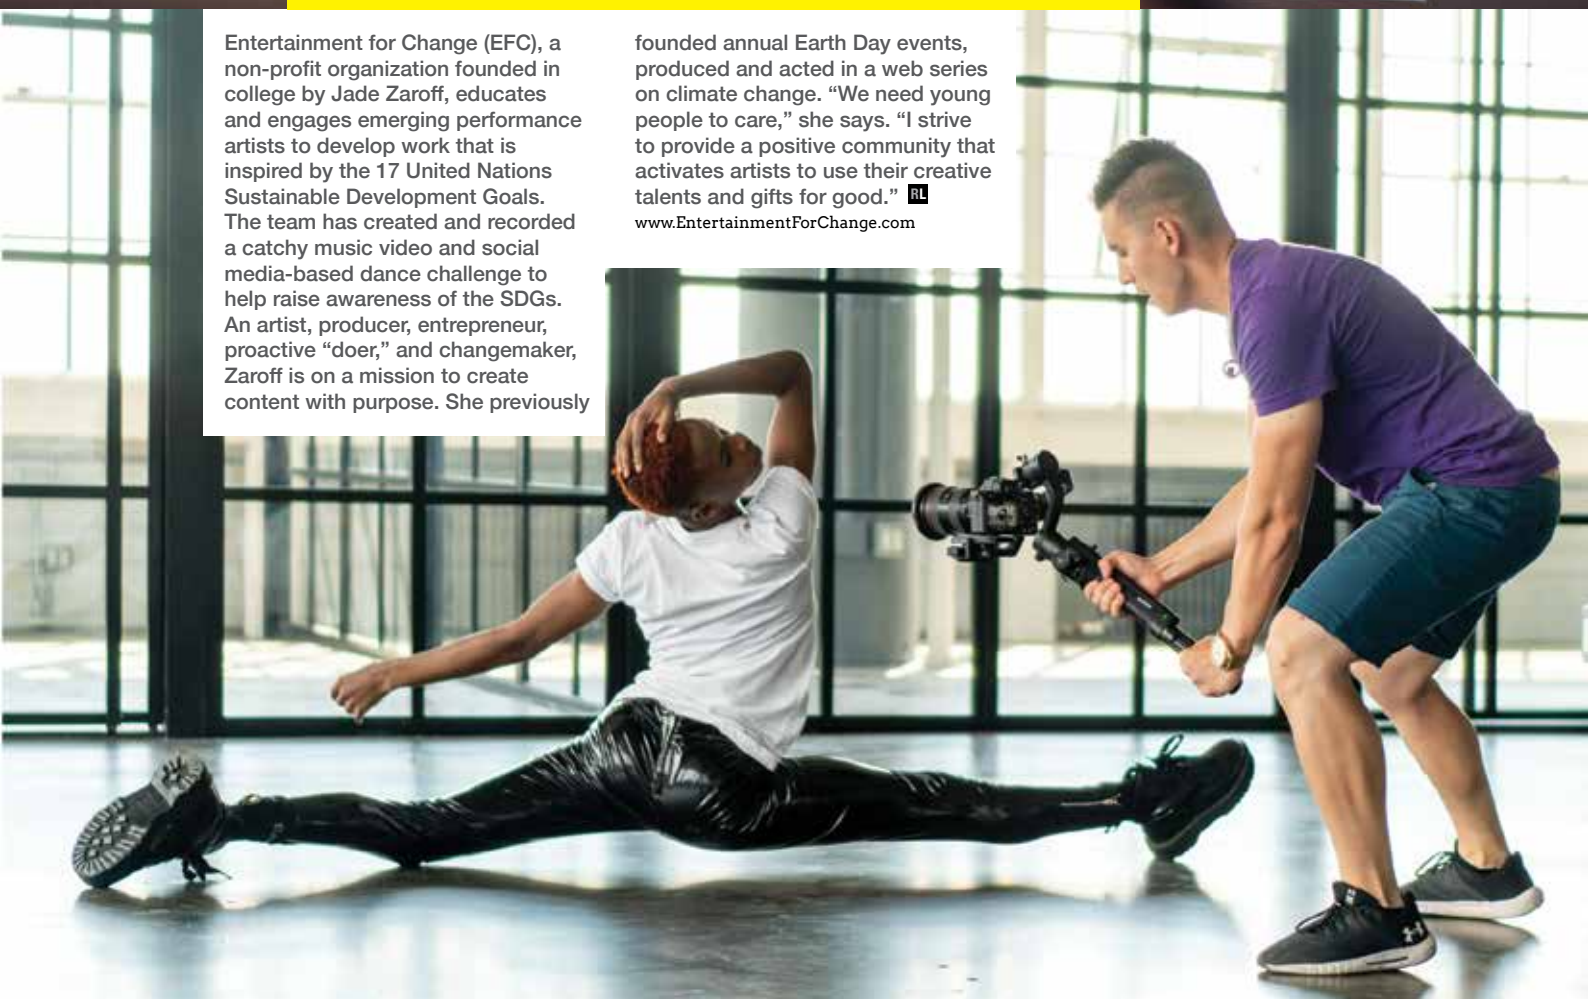 Entertainment for Change (EFC), a
non-profit organization founded in
college by Jade Zaroff, educates
and engages emerging performance
artists to develop work that is
inspired by the 17 United Nations
Sustainable Development Goals.
The team has created and recorded
a catchy music video and social
media-based dance challenge to
help raise awareness of the SDGs.
An artist, producer, entrepreneur,
proactive “doer,” and changemaker,
Zaroff is on a mission to create
content with purpose. She previously
founded annual Earth Day events,
produced and acted in a web series
on climate change. “We need young
people to care,” she says. “I strive
to provide a positive community that
activates artists to use their creative
talents and gifts for good.” RL
www.EntertainmentForChange.com